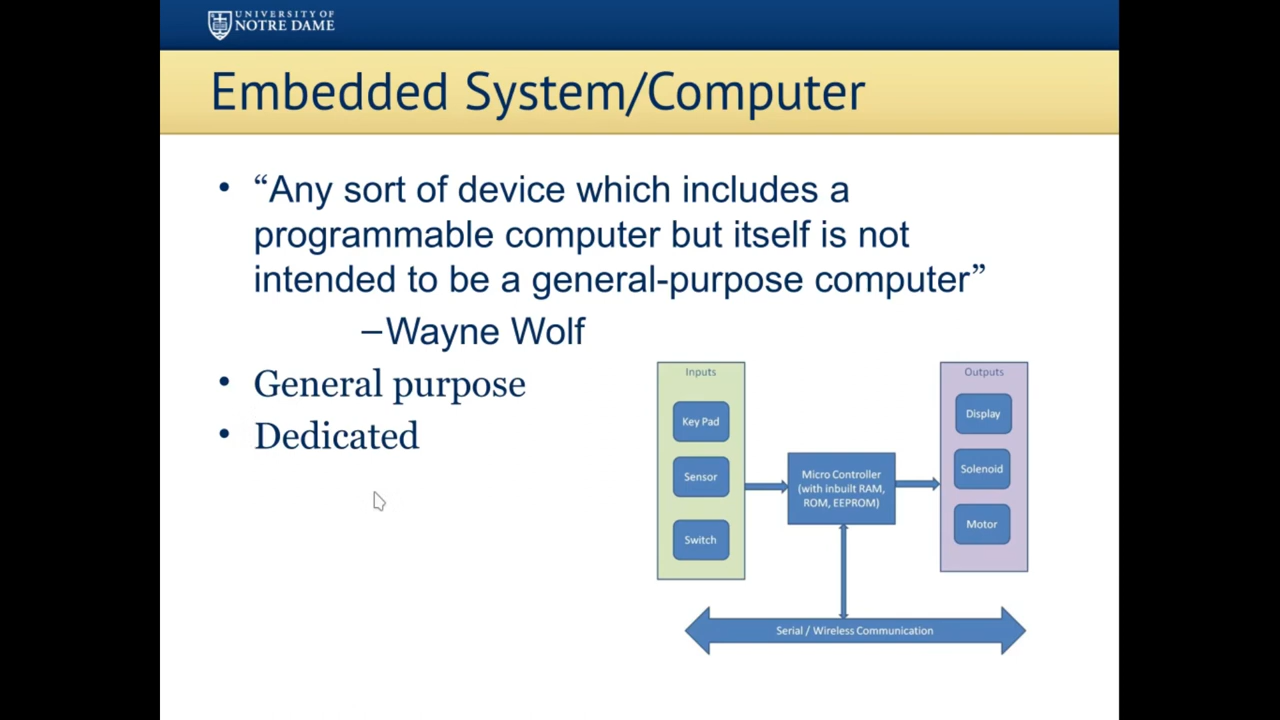 UNIVERSITY OF
NOTRE DAME
Embedded System/Computer
• “Any sort of device which includes a
programmable computer but itself is not
intended to be a general-purpose computer”
–Wayne Wolf
• General purpose
• Dedicated
Inputs
Key Pad
Sensor
Switch
Micro Controller
(with inbuilt RAM,
ROM, EEPROM)
Outputs
Display
Solenoid
Motor
Serial / Wireless Communication